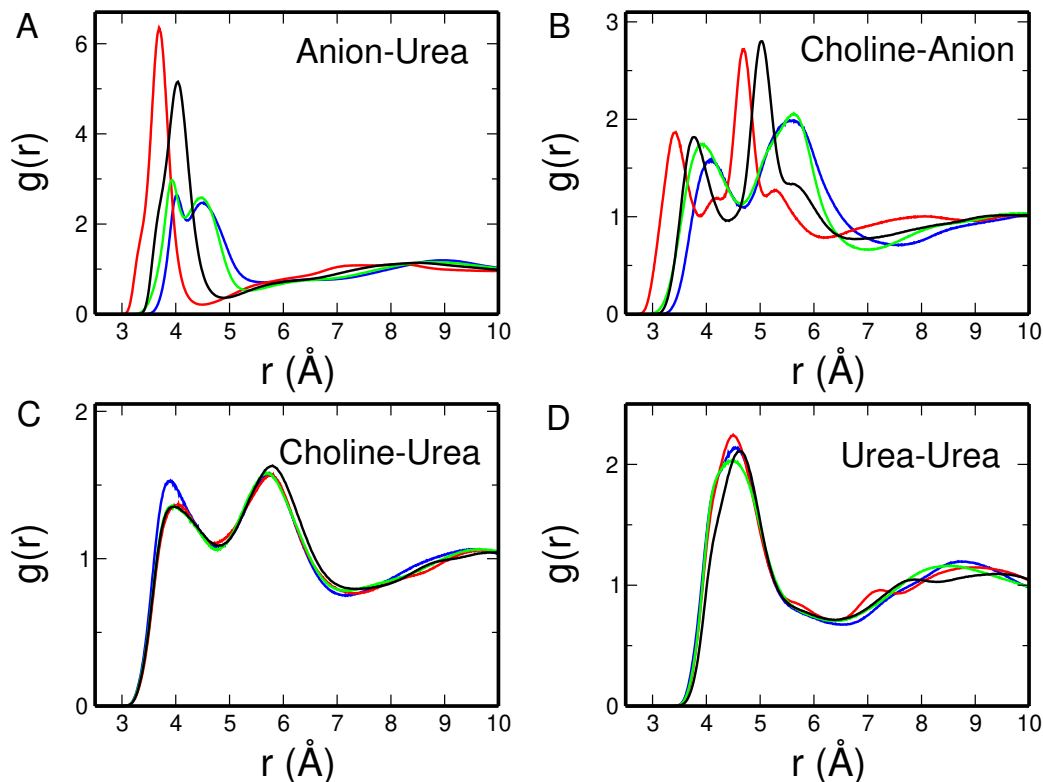 A
Anion-Urea
g(r)
6
4
2
0
3 4 5 6 7 8 9 10
r (Å)
B
Choline-Anion
g(r)
3
2
1
0
3 4 5 6 7 8 9 10
r (Å)
C
Choline-Urea
g(r)
2
1
0
3 4 5 6 7 8 9 10
r (Å)
D
Urea-Urea
g(r)
2
1
0
3 4 5 6 7 8 9 10
r (Å)